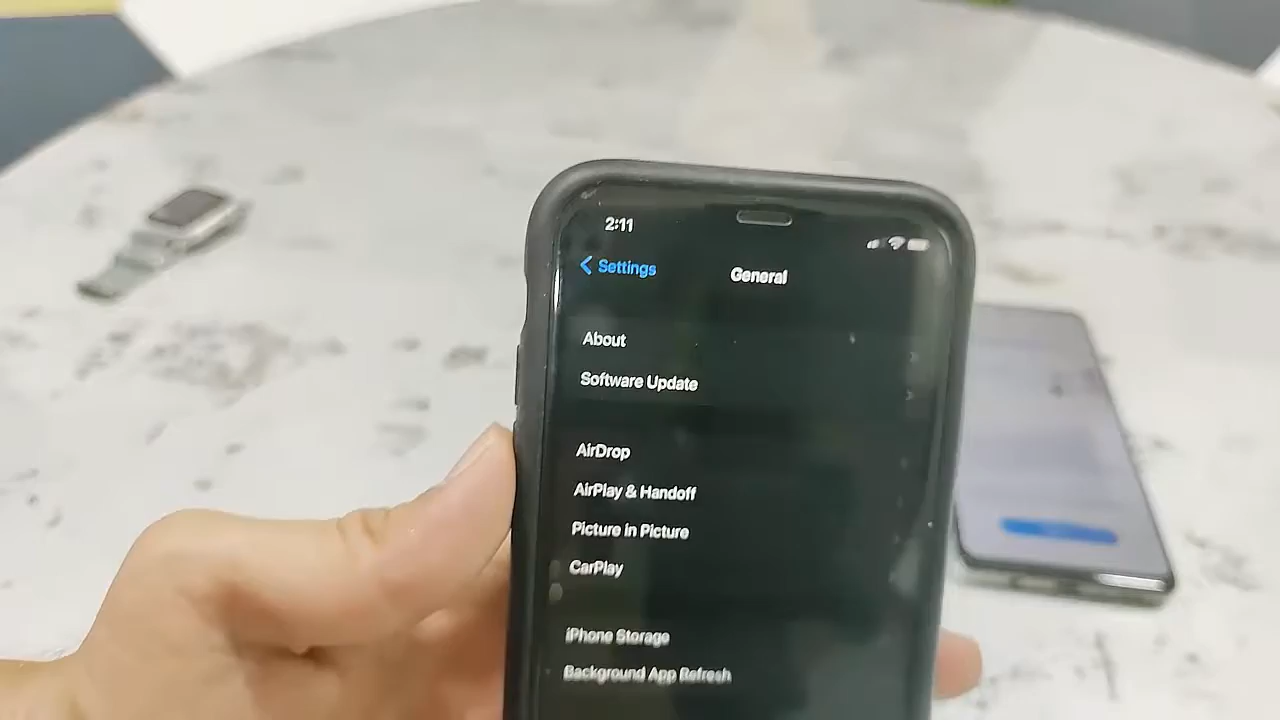 2:11
Settings
General
About
Software Update
AirDrop
AirPlay & Handoff
Picture in Picture
CarPlay
iPhone Storage
Background App Refresh